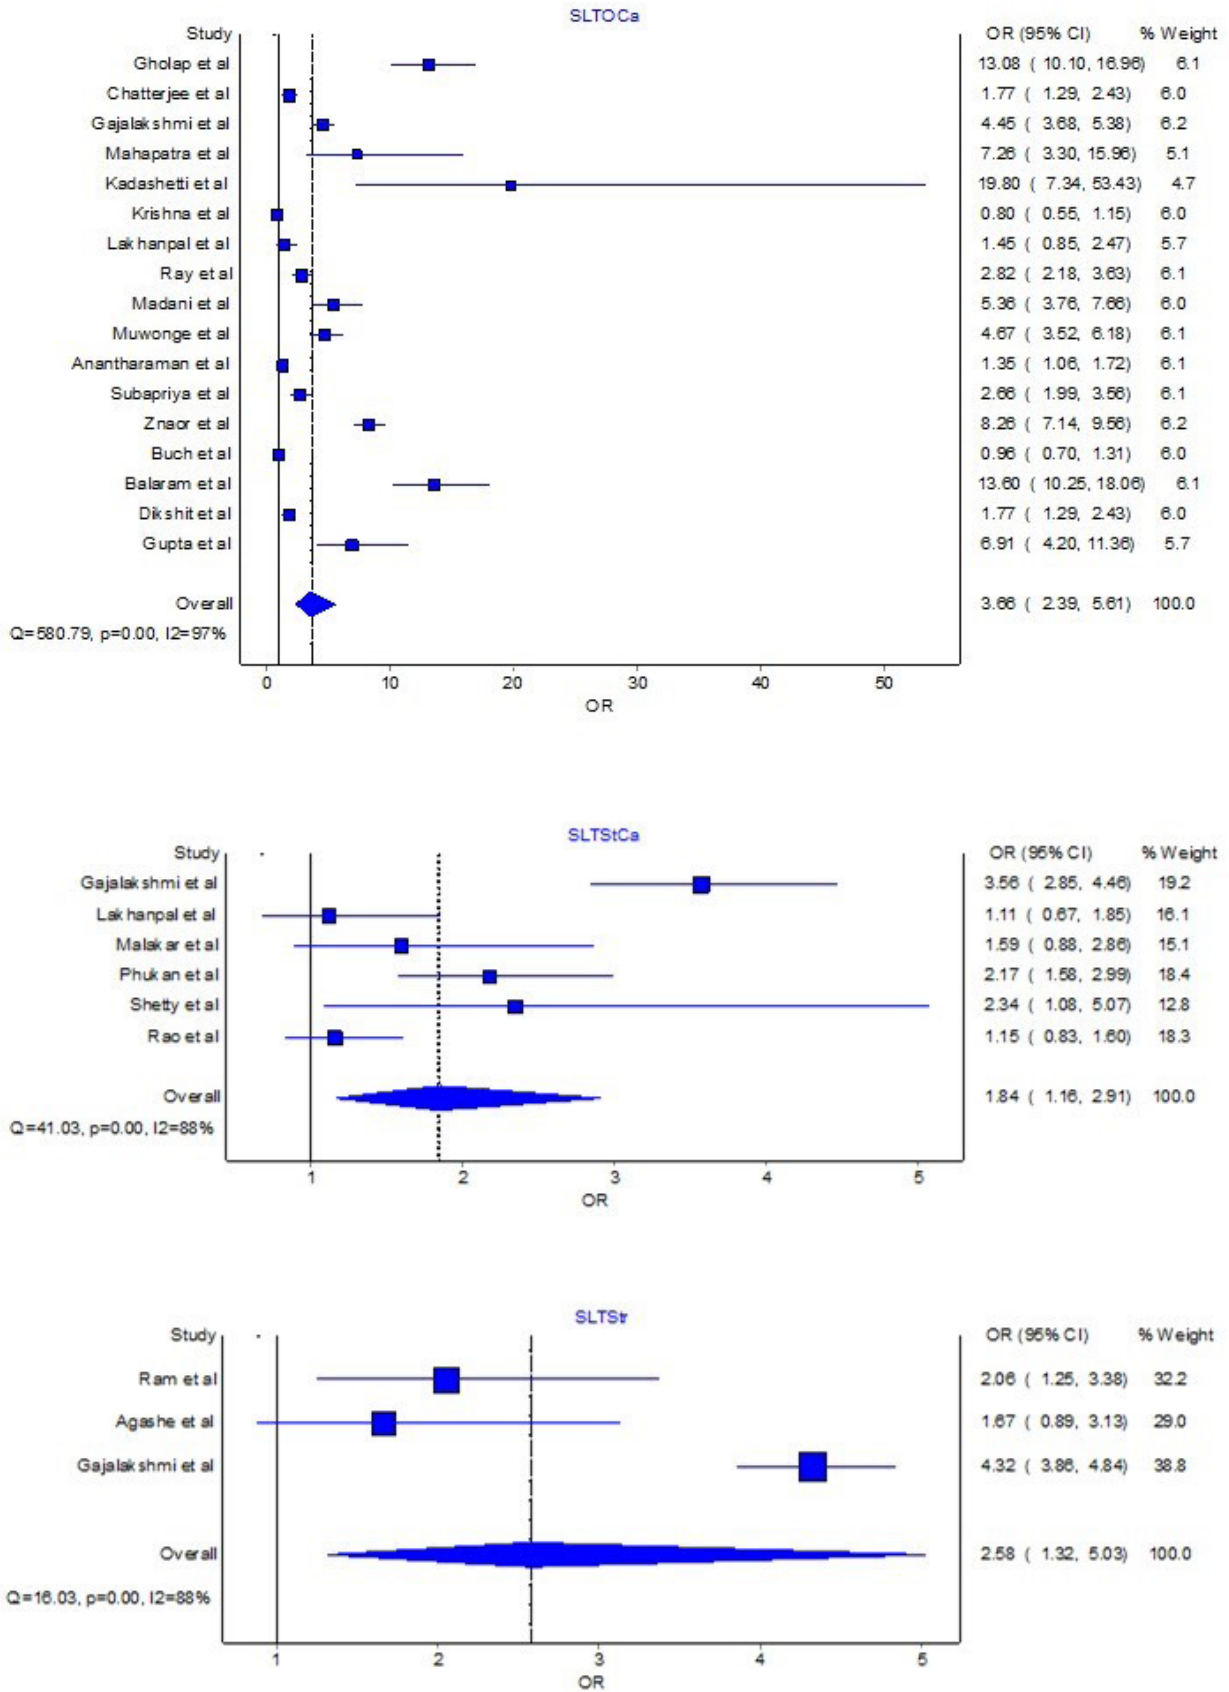 SLTOCa
Study OR (95% CI) % Weight
Gholap et al 13.08 ( 10.10, 16.96) 6.1
Chatterjee et al 1.77 ( 1.29, 2.43) 6.0
Gajalakshmi et al 4.45 ( 3.68, 5.38) 6.2
Mahapatra et al 7.26 ( 3.30, 15.96) 5.1
Kadashetti et al 19.80 ( 7.34, 53.43) 4.7
Krishna et al 0.80 ( 0.55, 1.15) 6.0
Lakhanpal et al 1.45 ( 0.85, 2.47) 5.7
Ray et al 2.82 ( 2.18, 3.63) 6.1
Madani et al 5.36 ( 3.76, 7.66) 6.0
Muwonge et al 4.67 ( 3.52, 6.18) 6.1
Anantharaman et al 1.35 ( 1.06, 1.72) 6.1
Subapriya et al 2.66 ( 1.99, 3.56) 6.1
Znaor et al 8.26 ( 7.14, 9.56) 6.2
Buch et al 0.96 ( 0.70, 1.31) 6.0
Balaram et al 13.60 ( 10.25, 18.06) 6.1
Dikshit et al 1.77 ( 1.29, 2.43) 6.0
Gupta et al 6.91 ( 4.20, 11.36) 5.7
Overall 3.66 ( 2.39, 5.61) 100.0
Q=580.79, p=0.00, I2=97%
0 10 20 30 40 50
OR
SLTStCa
Study OR (95% CI) % Weight
Gajalakshmi et al 3.56 ( 2.85, 4.46) 19.2
Lakhanpal et al 1.11 ( 0.67, 1.85) 16.1
Malakar et al 1.59 ( 0.88, 2.86) 15.1
Phukan et al 2.17 ( 1.58, 2.99) 18.4
Shetty et al 2.34 ( 1.08, 5.07) 12.8
Rao et al 1.15 ( 0.83, 1.60) 18.3
Overall 1.84 ( 1.16, 2.91) 100.0
Q=41.03, p=0.00, I2=88%
1 2 3 4 5
OR
SLTStr
Study OR (95% CI) % Weight
Ram et al 2.06 ( 1.25, 3.38) 32.2
Agashe et al 1.67 ( 0.89, 3.13) 29.0
Gajalakshmi et al 4.32 ( 3.86, 4.84) 38.8
Overall 2.58 ( 1.32, 5.03) 100.0
Q=16.03, p=0.00, I2=88%
1 2 3 4 5
OR